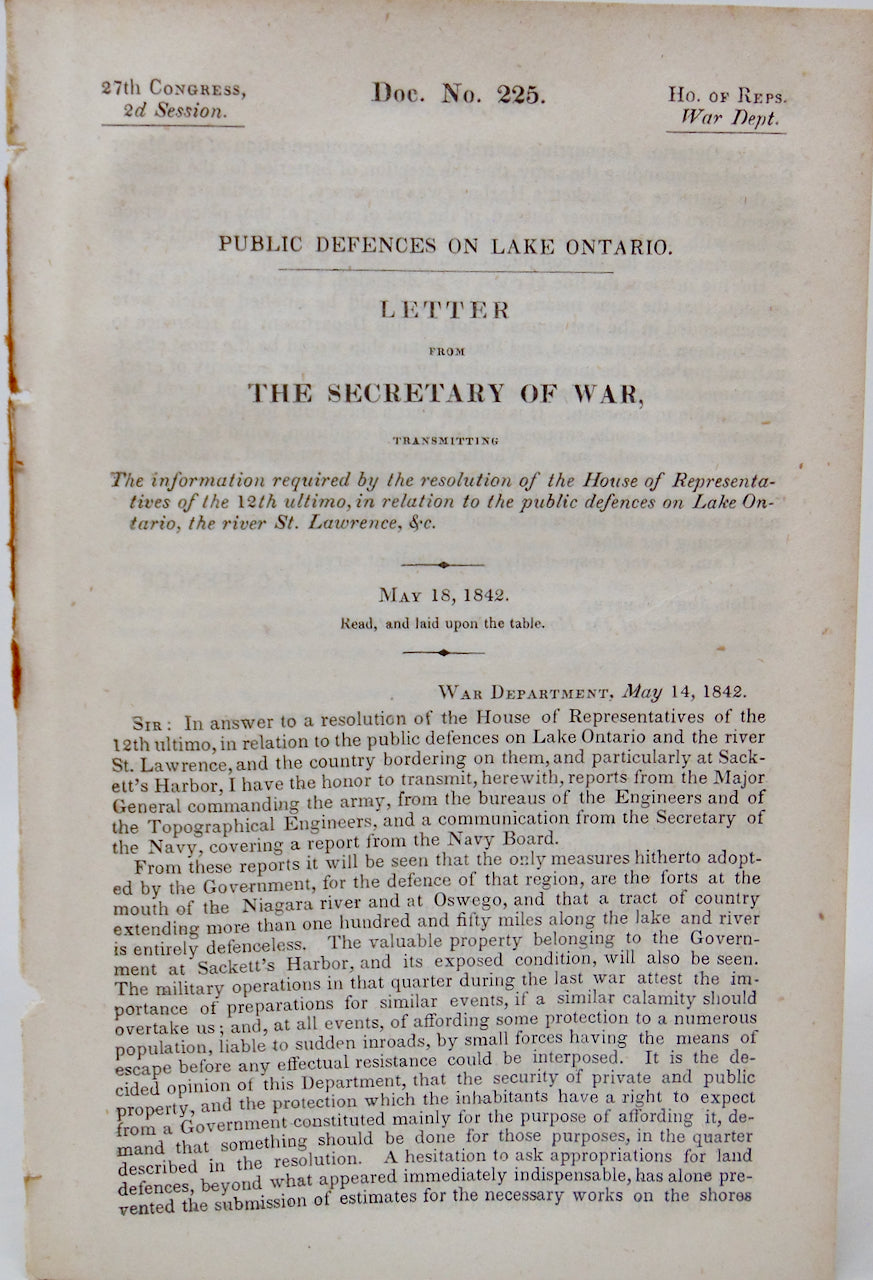 27th Congress,
2d Session.
Doc. No. 225.
Ho. of Reps.
War Dept.
PUBLIC DEFENCES ON LAKE ONTARIO.
LETTER
FROM
THE SECRETARY OF WAR,
TRANSMITTING
The information required by the resolution of the House of Representa-
tives of the 12th ultimo, in relation to the public defences on Lake On-
tario, the river St. Lawrence, &c.
May 18, 1842.
Read, and laid upon the table.
War Department, May 14, 1842.
Sir: In answer to a resolution of the House of Representatives of the
12th ultimo, in relation to the public defences on Lake Ontario and the river
St. Lawrence, and the country bordering on them, and particularly at Sack-
ett's Harbor, I have the honor to transmit, herewith, reports from the Major
General commanding the army, from the bureaus of the Engineers and of
the Topographical Engineers, and a communication from the Secretary of
the Navy, covering a report from the Navy Board.
From these reports it will be seen that the only measures hitherto adopt-
ed by the Government, for the defence of that region, are the forts at the
mouth of the Niagara river and at Oswego, and that a tract of country
extending more than one hundred and fifty miles along the lake and river
is entirely defenceless. The valuable property belonging to the Govern-
ment at Sackett's Harbor, and its exposed condition, will also be seen.
The military operations in that quarter during the last war attest the im-
portance of preparations for similar events, if a similar calamity should
overtake us; and, at all events, of affording some protection to a numerous
population, liable to sudden inroads, by small forces having the means of
escape before any effectual resistance could be interposed. It is the de-
cided opinion of this Department, that the security of private and public
property, and the protection which the inhabitants have a right to expect
from a Government constituted mainly for the purpose of affording it, de-
mand that something should be done for those purposes, in the quarter
described in the resolution. A hesitation to ask appropriations for land
defences, beyond what appeared immediately indispensable, has alone pre-
vented the submission of estimates for the necessary works on the shores